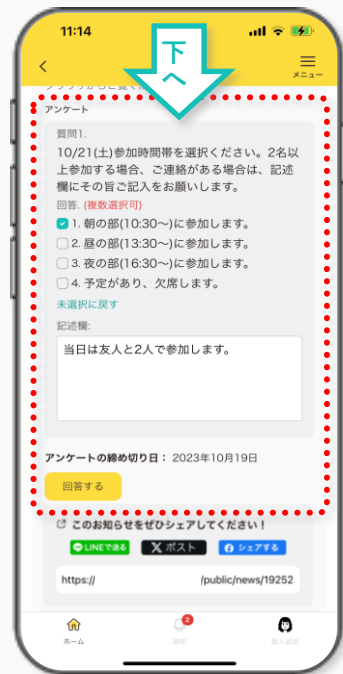 11:14
下
へ
メニュー
アンケート
質問1.
10/21(土)参加時間帯を選択ください。2名以
上参加する場合、ご連絡がある場合は、記述
欄にその旨ご記入をお願いします。
回答. (複数選択可)
1. 朝の部(10:30〜)に参加します。
2. 昼の部(13:30〜)に参加します。
3. 夜の部(16:30〜)に参加します。
4. 予定があり、欠席します。
未選択に戻す
記述欄:
当日は友人と2人で参加します。
アンケートの締め切り日： 2023年10月19日
回答する
このお知らせをぜひシェアしてください！
LINEで送る
ポスト
シェアする
https:// /public/news/19252
2
ホーム
通知
個人設定